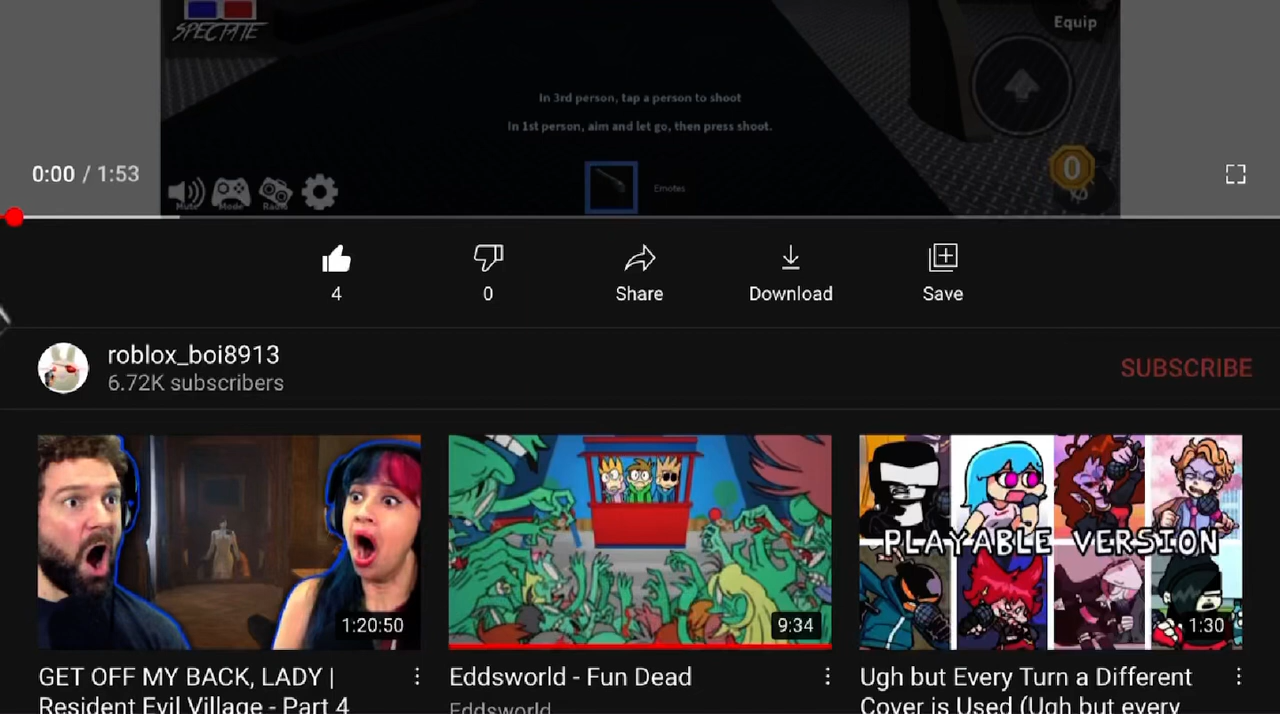 SPECTATE
Equip
In 3rd person, tap a person to shoot
In 1st person, aim and let go, then press shoot.
0:00 / 1:53
0
Mute
Mode
Radio
Emotes
4
0
Share
Download
Save
roblox_boi8913
6.72K subscribers
SUBSCRIBE
1:20:50
9:34
PLAYABLE VERSION
1:30
GET OFF MY BACK, LADY |
Resident Evil Village - Part 4
Eddsworld - Fun Dead
Eddsworld
Ugh but Every Turn a Different
Cover is Used (Ugh but every